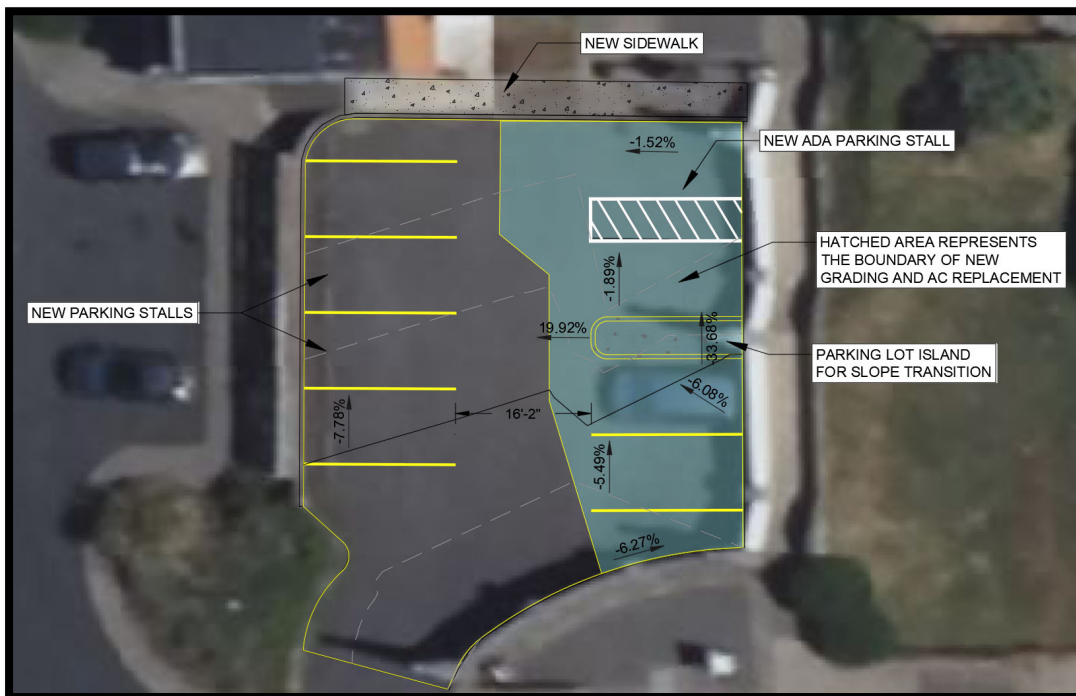 NEW SIDEWALK
-1.52%
NEW ADA PARKING STALL
HATCHED AREA REPRESENTS
THE BOUNDARY OF NEW
GRADING AND AC REPLACEMENT
-1.89%
NEW PARKING STALLS
19.92%
-33.68%
PARKING LOT ISLAND
FOR SLOPE TRANSITION
-6.08%
-7.78%
16'-2"
-5.49%
-6.27%